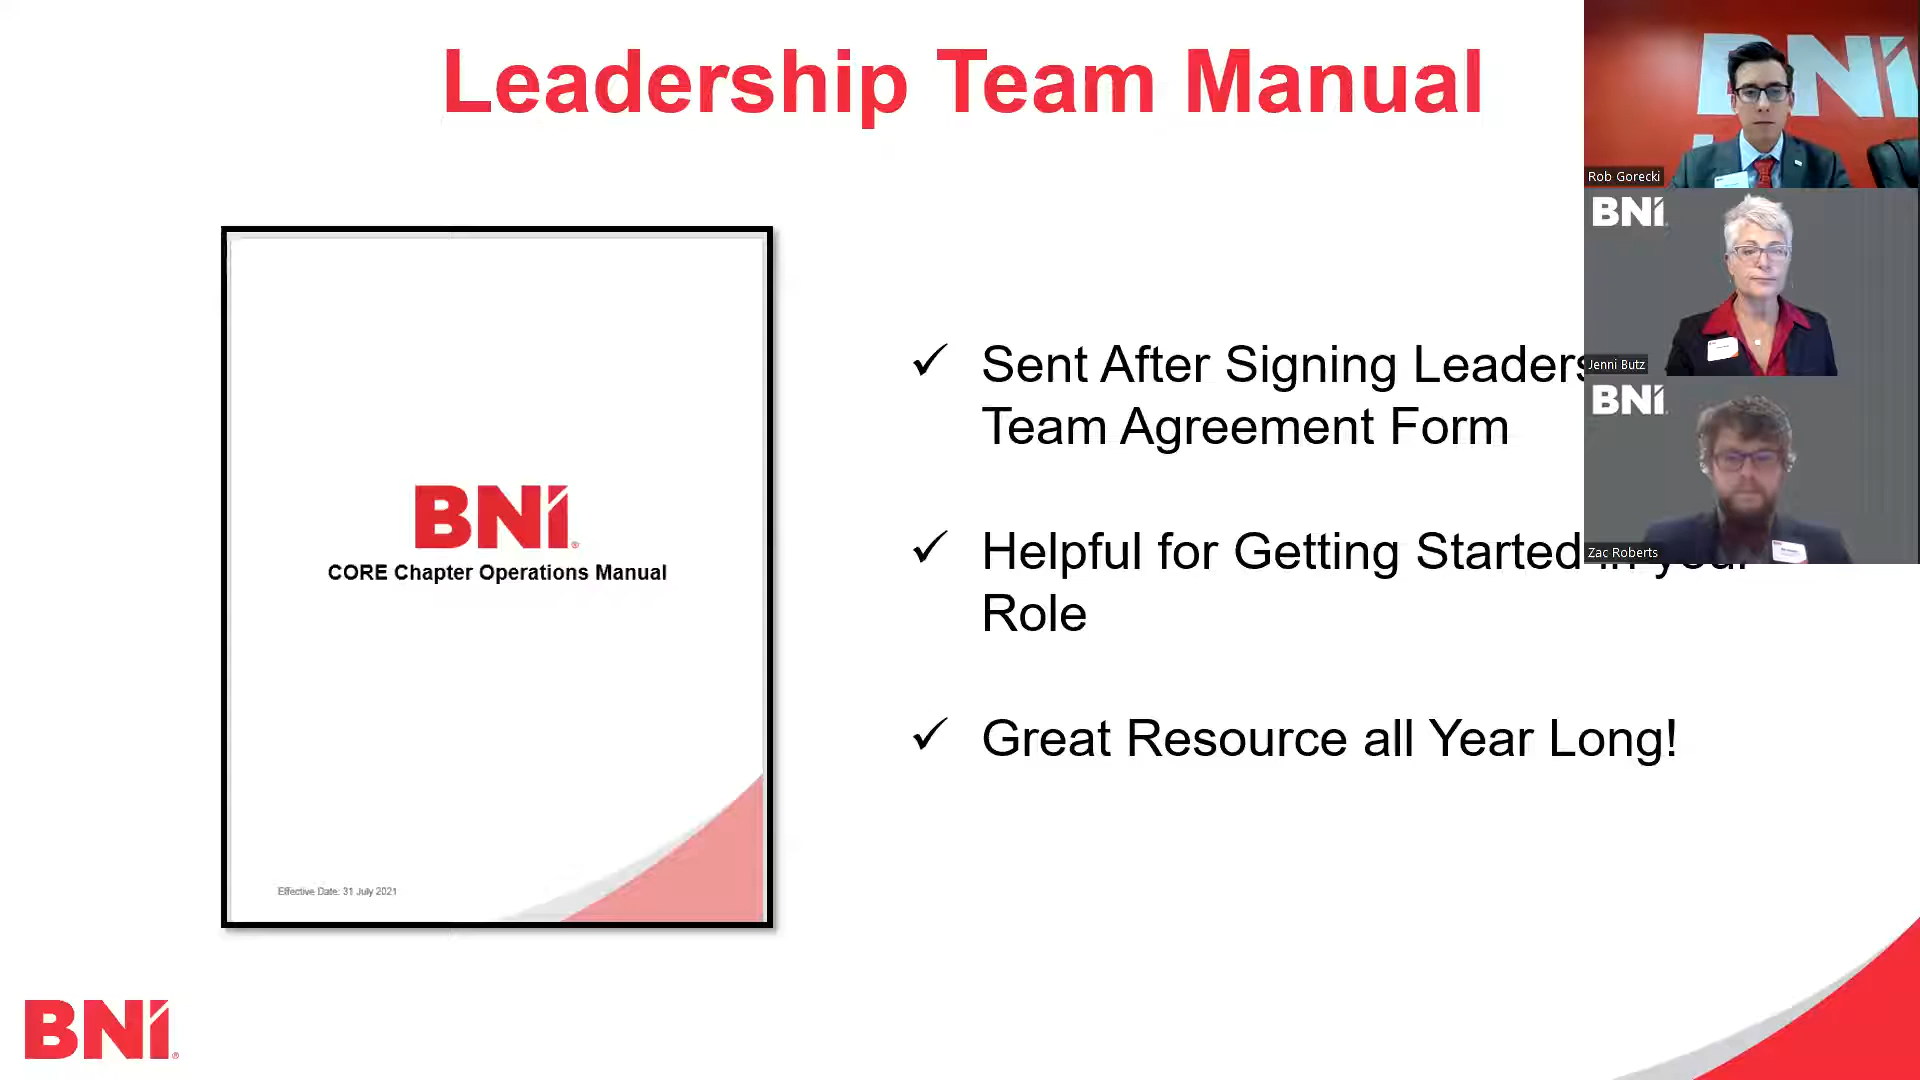 Leadership Team Manual
BNI
Rob Gorecki
BNI
Jenni Butz
BNI
Zac Roberts
BNI®
CORE Chapter Operations Manual
Effective Date: 31 July 2021
✓ Sent After Signing Leaders
Team Agreement Form
✓ Helpful for Getting Started in your
Role
✓ Great Resource all Year Long!
BNI®